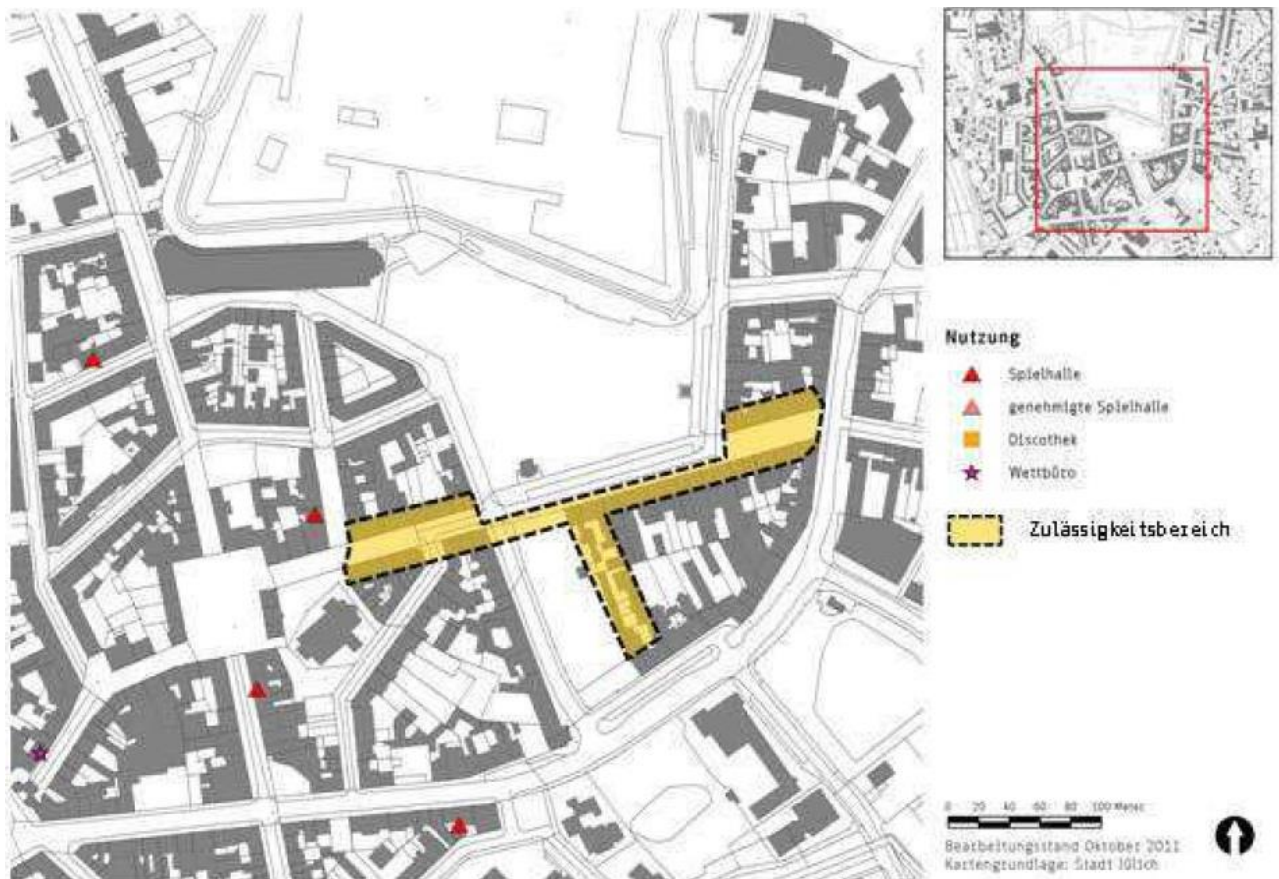 Nutzung
Spielhalle
genehmigte Spielhalle
Discothek
Wettbüro
Zulässigkeitsbereich
0 20 40 60 80 100 Meter
Bearbeitungsstand Oktober 2011
Kartengrundlage: Stadt Jülich